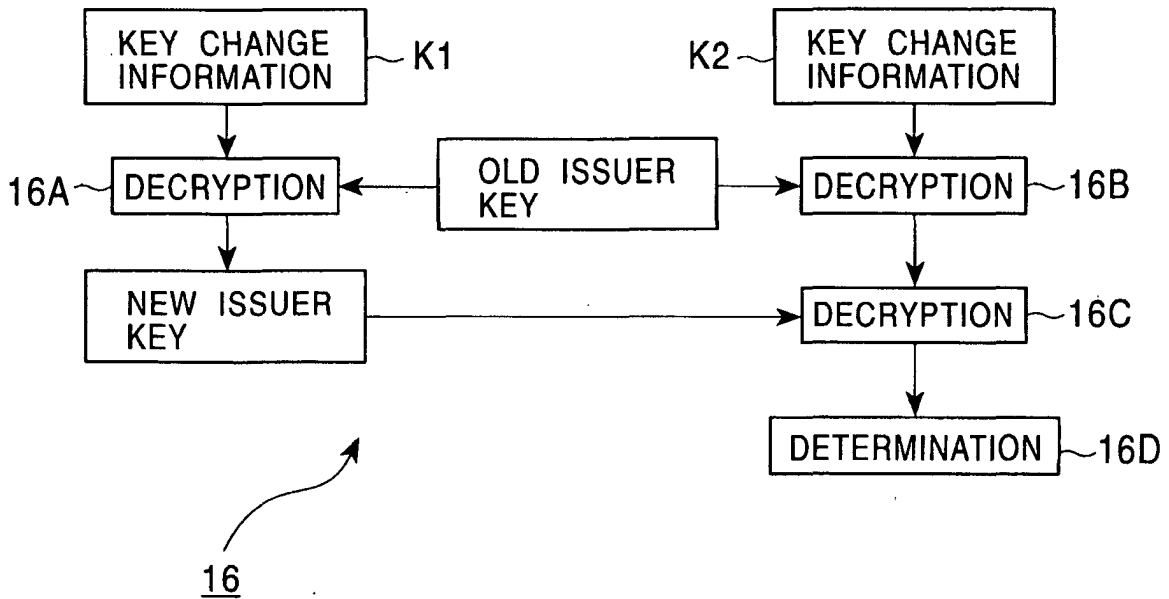 KEY CHANGE
INFORMATION
K1
K2
KEY CHANGE
INFORMATION
16A
DECRYPTION
OLD ISSUER
KEY
DECRYPTION
16B
NEW ISSUER
KEY
DECRYPTION
16C
DETERMINATION
16D
16